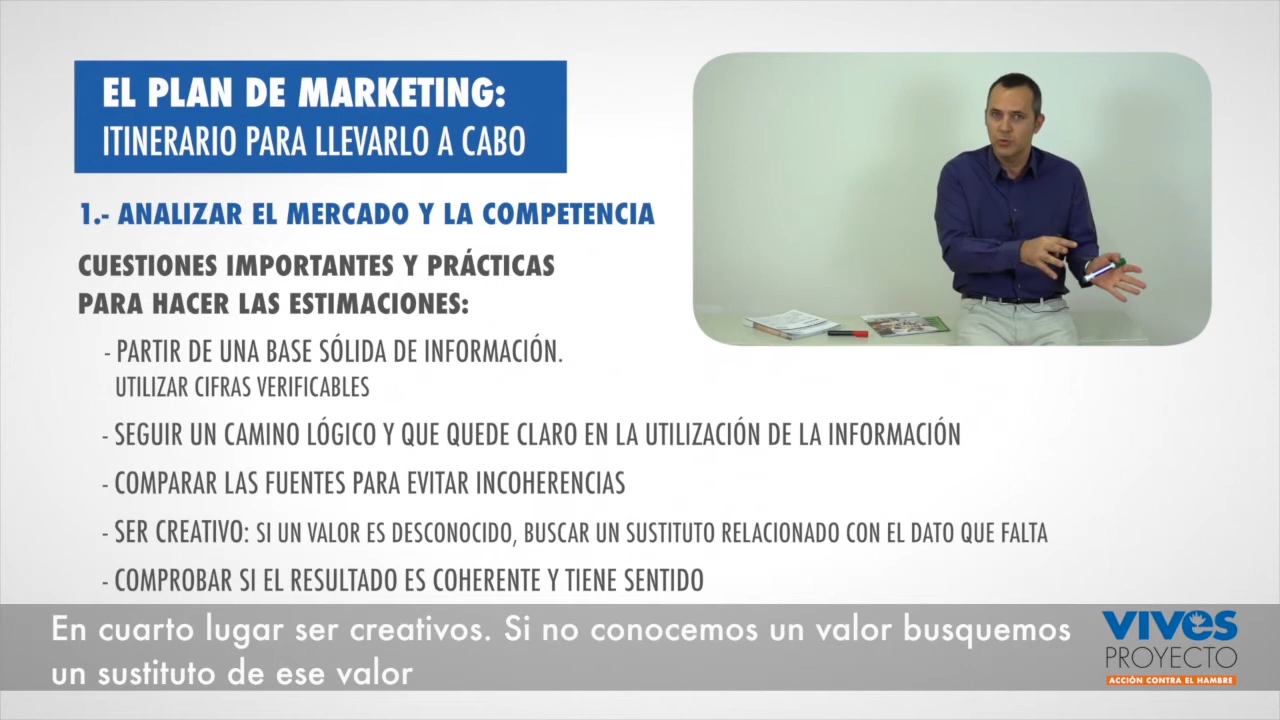 EL PLAN DE MARKETING:
ITINERARIO PARA LLEVARLO A CABO
1.- ANALIZAR EL MERCADO Y LA COMPETENCIA
CUESTIONES IMPORTANTES Y PRÁCTICAS
PARA HACER LAS ESTIMACIONES:
- PARTIR DE UNA BASE SÓLIDA DE INFORMACIÓN.
UTILIZAR CIFRAS VERIFICABLES
- SEGUIR UN CAMINO LÓGICO Y QUE QUEDE CLARO EN LA UTILIZACIÓN DE LA INFORMACIÓN
- COMPARAR LAS FUENTES PARA EVITAR INCOHERENCIAS
- SER CREATIVO: SI UN VALOR ES DESCONOCIDO, BUSCAR UN SUSTITUTO RELACIONADO CON EL DATO QUE FALTA
- COMPROBAR SI EL RESULTADO ES COHERENTE Y TIENE SENTIDO
En cuarto lugar ser creativos. Si no conocemos un valor busquemos
un sustituto de ese valor
VIVES
PROYECTO
ACCIÓN CONTRA EL HAMBRE